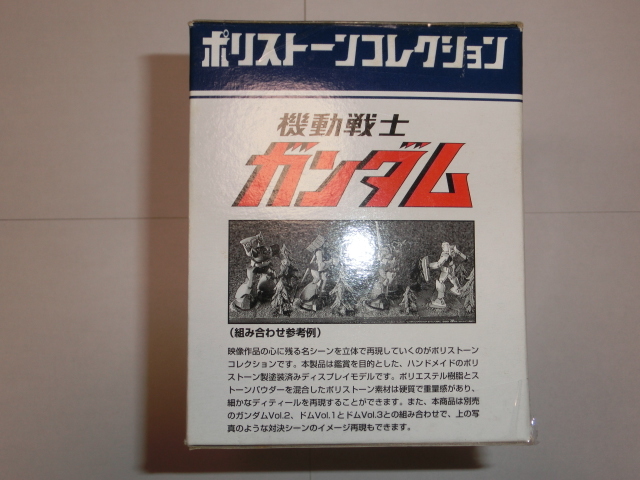 ポリストーンコレクション
機動戦士
ガンダム
（組み合わせ参考例）
映像作品の心に残る名シーンを立体で再現していくのがポリストーン
コレクションです。本製品は鑑賞を目的とした、ハンドメイドのポリ
ストーン製塗装済みディスプレイモデルです。ポリエステル樹脂とス
トーンパウダーを混合したポリストーン素材は硬質で重量感があり、
細かなディティールを再現することができます。また、本商品は別売
のガンダムVol.2、ドムVol.1とドムVol.3との組み合わせで、上の写
真のような対決シーンのイメージ再現もできます。